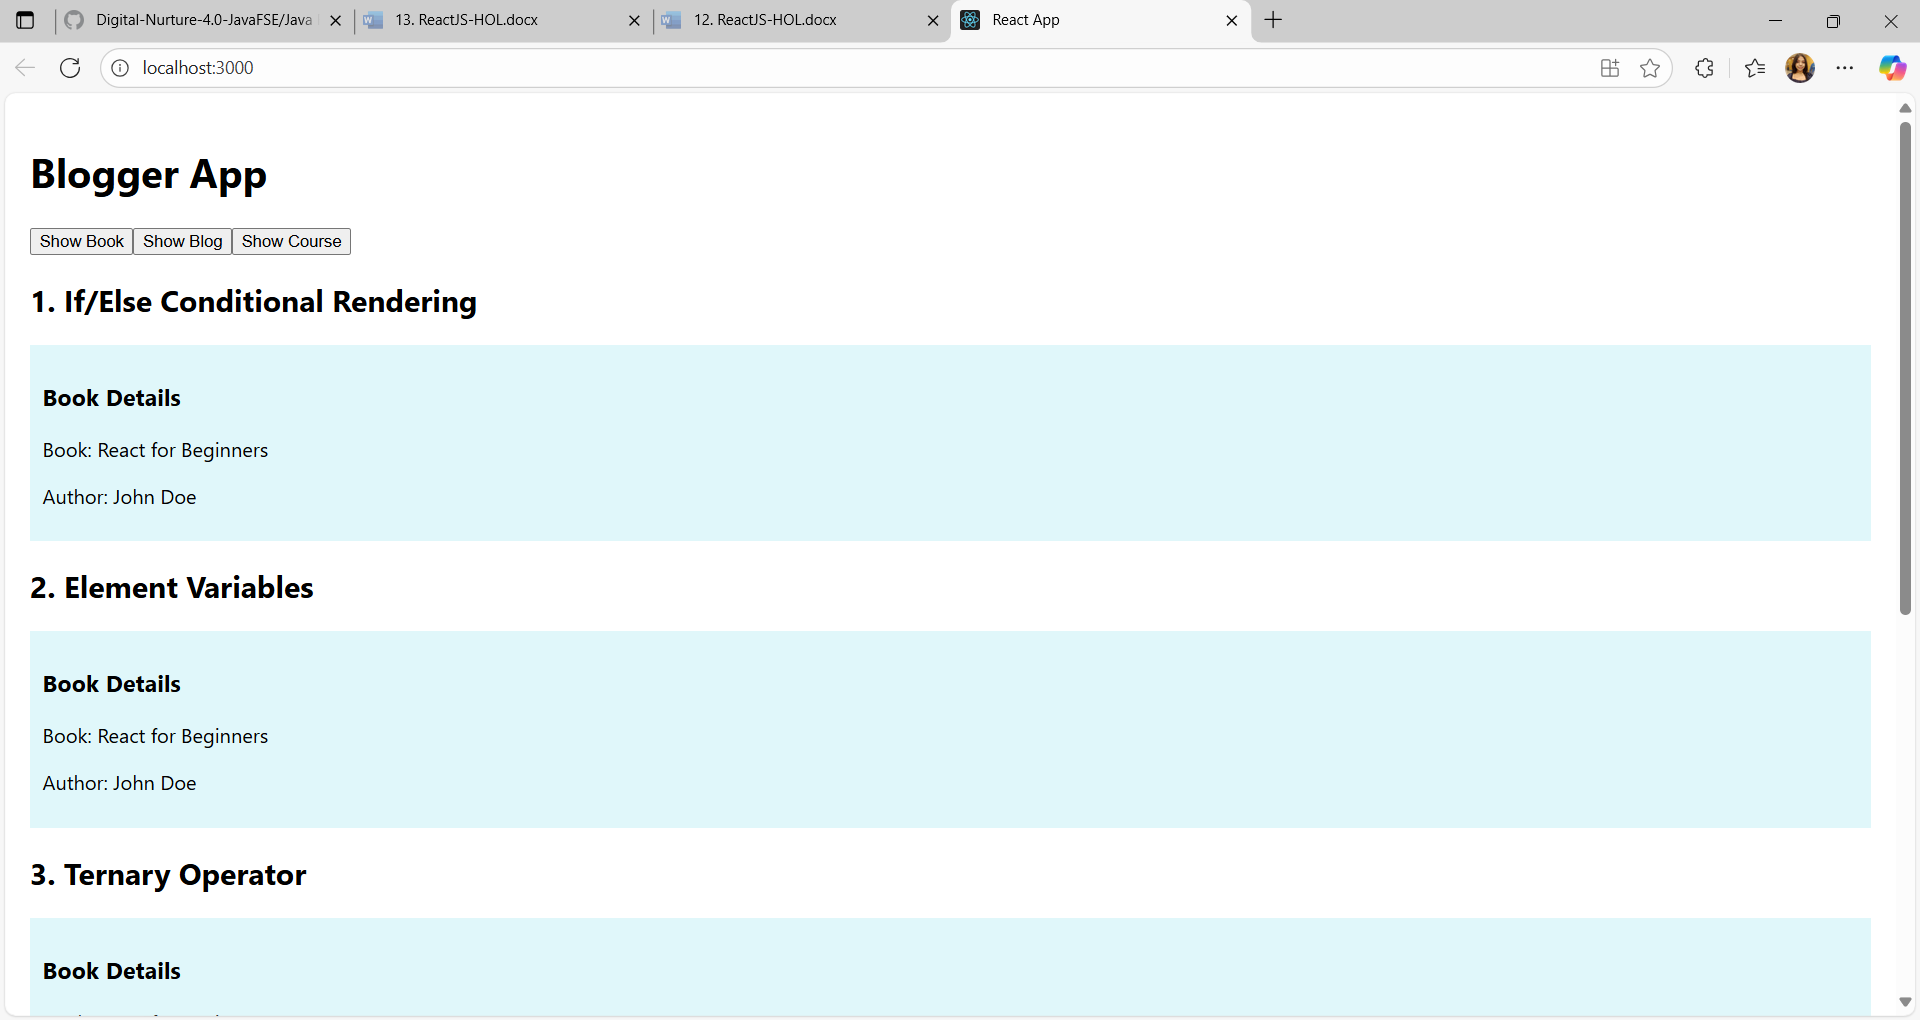 Digital-Nurture-4.0-JavaFSE/Java
13. ReactJS-HOL.docx
12. ReactJS-HOL.docx
React App
localhost:3000
Blogger App
Show Book Show Blog Show Course
1. If/Else Conditional Rendering
Book Details
Book: React for Beginners
Author: John Doe
2. Element Variables
Book Details
Book: React for Beginners
Author: John Doe
3. Ternary Operator
Book Details